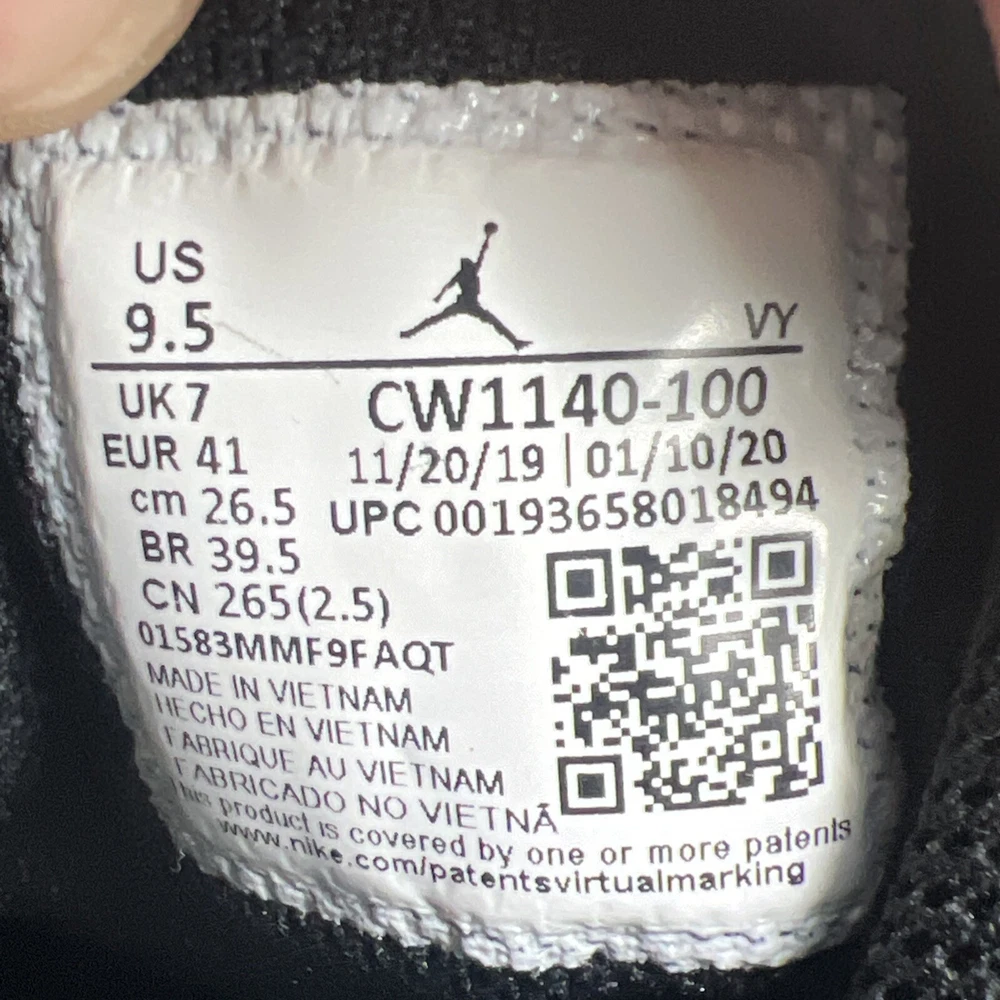 US
9.5
VY
UK 7
CW1140-100
EUR 41
11/20/19 | 01/10/20
cm 26.5
UPC 00193658018494
BR 39.5
CN 265(2.5)
01583MMF9FAQT
MADE IN VIETNAM
HECHO EN VIETNAM
FABRIQUE AU VIETNAM
FABRICADO NO VIETNÃ
This product is covered by one or more patents
www.nike.com/patentsvirtualmarking